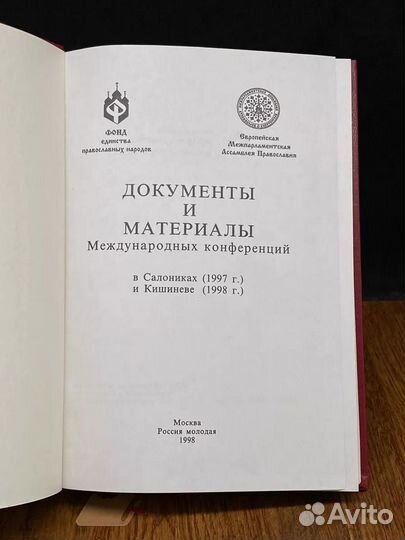 ФОНД
единства
православных народов
Европейская
Межпарламентская
Ассамблея Православия
ДОКУМЕНТЫ
И
МАТЕРИАЛЫ
Международных конференций
в Салониках (1997 г.)
и Кишиневе (1998 г.)
Москва
Россия молодая
1998
Avito